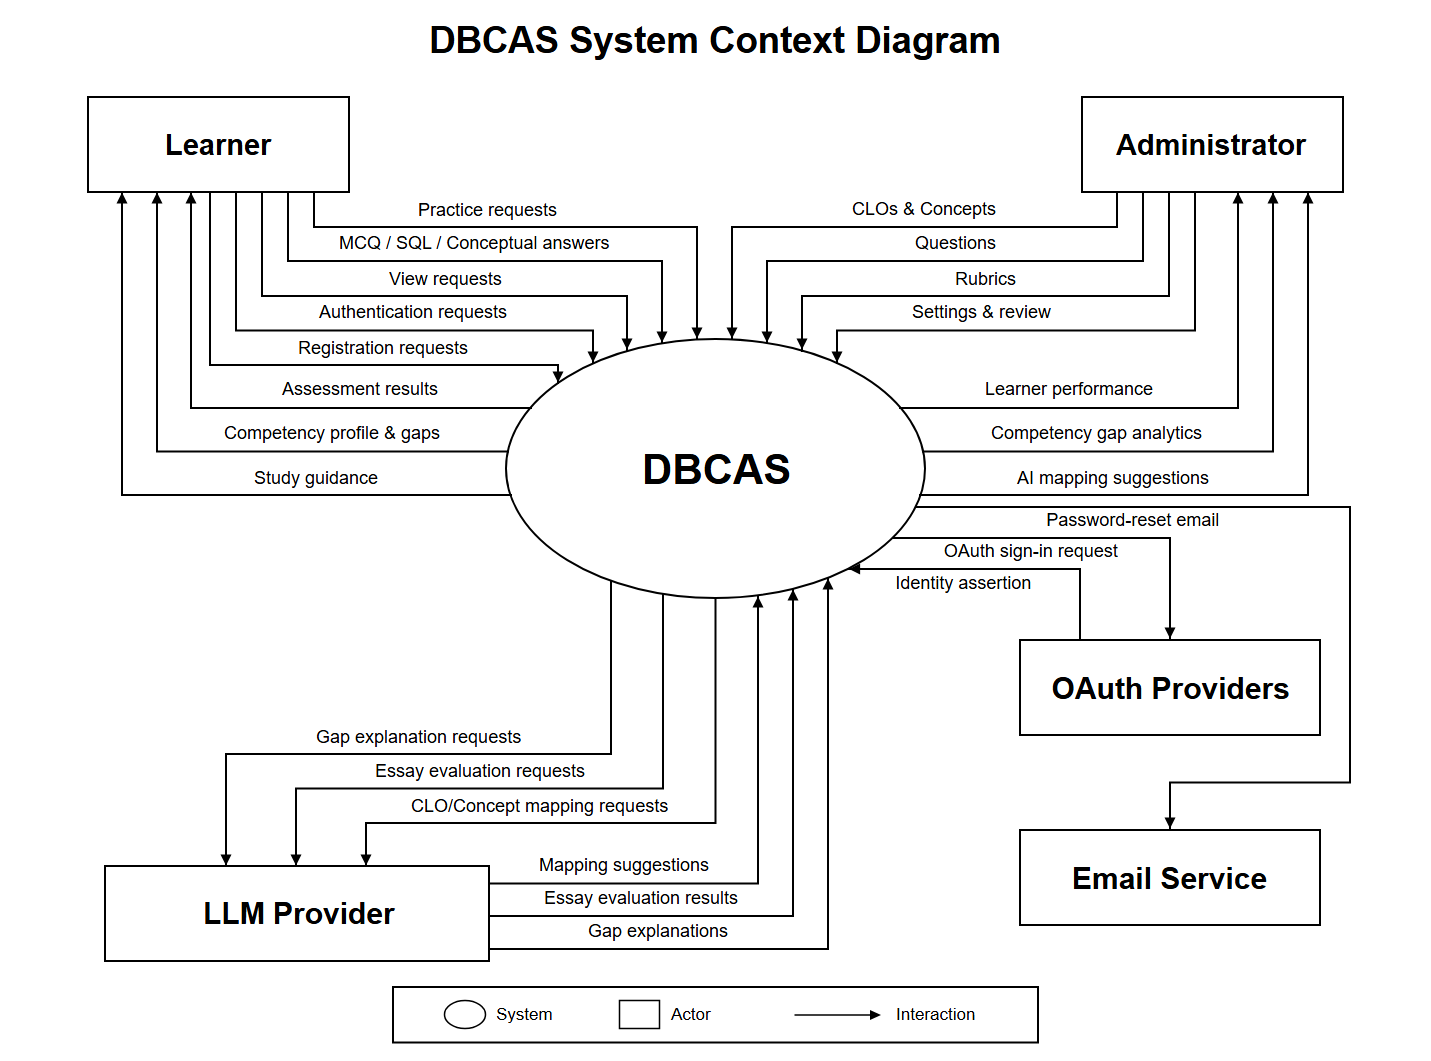 DBCAS System Context Diagram
Learner
Administrator
Practice requests
MCQ / SQL / Conceptual answers
View requests
Authentication requests
Registration requests
Assessment results
Competency profile & gaps
Study guidance
CLOs & Concepts
Questions
Rubrics
Settings & review
Learner performance
Competency gap analytics
AI mapping suggestions
DBCAS
Password-reset email
OAuth sign-in request
Identity assertion
OAuth Providers
Email Service
Gap explanation requests
Essay evaluation requests
CLO/Concept mapping requests
LLM Provider
Mapping suggestions
Essay evaluation results
Gap explanations
System
Actor
Interaction